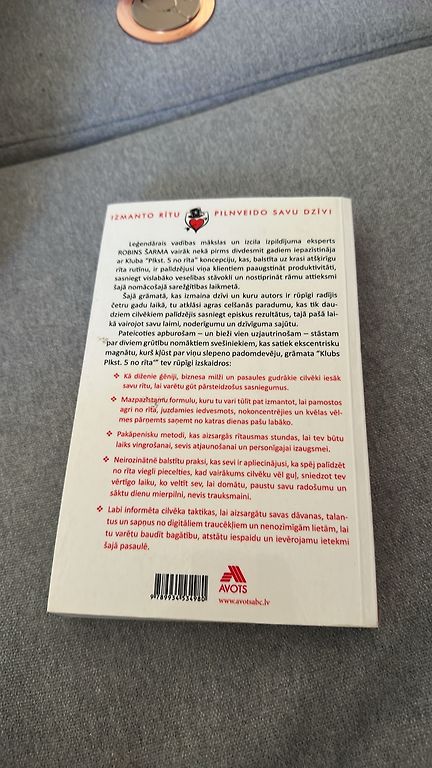 IZMANTO RĪTU PILNVEIDO SAVU DZĪVI
Leģendārais vadības mākslas un izcila izpildījuma eksperts
ROBINS ŠARMA vairāk nekā pirms divdesmit gadiem iepazīstināja
ar Kluba "Plkst. 5 no rīta" koncepciju, kas, balstīta uz krasi atšķirīgu
rīta rutīnu, ir palīdzējusi viņa klientiem paaugstināt produktivitāti,
sasniegt vislabāko veselības stāvokli un nostiprināt rāmu attieksmi
šajā nomācošajā sarežģītības laikmetā.
Šajā grāmatā, kas izmaina dzīvi un kuru autors ir rūpīgi radījis
četru gadu laikā, tu atklāsi agras celšanās paradumu, kas tik dau-
dziem cilvēkiem palīdzējis sasniegt episkus rezultātus, tajā pašā lai-
kā vairojot savu laimi, noderīgumu un dzīvīguma sajūtu.
Pateicoties apburošam – un bieži vien uzjautrinošam – stāstam
par diviem grūtību nomāktiem svešiniekiem, kas satiek ekscentrisku
magnātu, kurš kļūst par viņu slepeno padomdevēju, grāmata "Klubs
Plkst. 5 no rīta"" tev rūpīgi izskaidros:
Kā diženie ģēniji, biznesa milži un pasaules gudrākie cilvēki iesāk
savu rītu, lai varētu gūt pārsteidzošus sasniegumus.
Mazpazīstamu formulu, kuru tu vari tūlīt pat izmantot, lai pamostos
agri no rīta, juzdamies iedvesmots, nokoncentrējies un kvēlas vēl-
mes pārņemts saņemt no katras dienas pašu labāko.
Pakāpenisku metodi, kas aizsargās rītausmas stundas, lai tev būtu
laiks vingrošanai, sevis atjaunošanai un personīgajai izaugsmei.
Neirozinātnē balstītu praksi, kas sevi ir apliecinājusi, ka spēj palīdzēt
no rīta viegli piecelties, kad vairākums cilvēku vēl guļ, sniedzot tev
vērtīgo laiku, ko veltīt sev, lai domātu, paustu savu radošumu un
sāktu dienu mierpilni, nevis trauksmaini.
Labi informēta cilvēka taktikas, lai aizsargātu savas dāvanas, talan-
tus un sapņus no digitāliem traucēkļiem un nenozīmīgām lietām, lai
tu varētu baudīt bagātību, atstātu iespaidu un ievērojamu ietekmi
šajā pasaulē.
9 789934 534980
AVOTS
www.avotsabc.lv